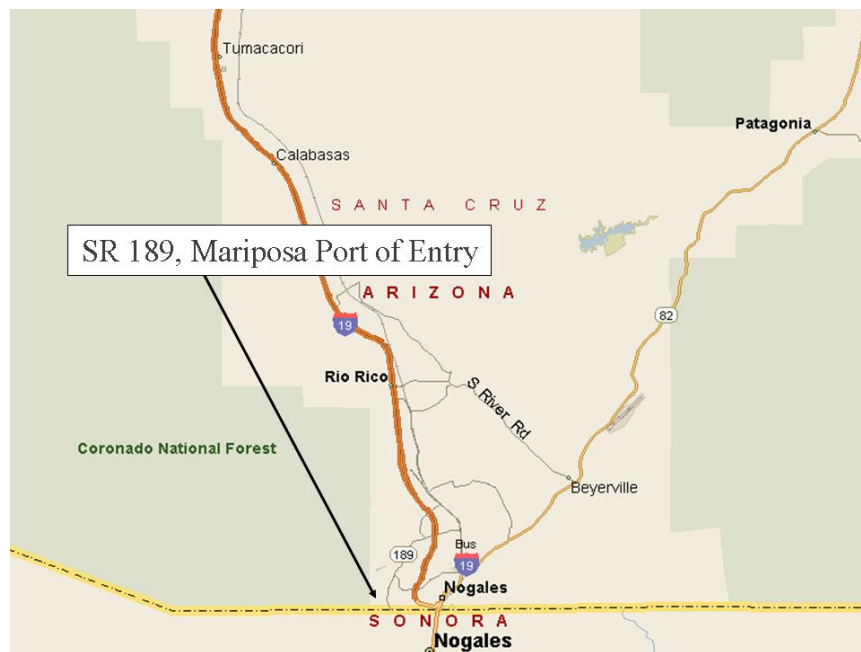 Tumacacori
Patagonia
Calabasas
SANTA CRUZ
SR 189, Mariposa Port of Entry
ARIZONA
82
19
Rio Rico
S River Rd
Coronado National Forest
Beyerville
189
Bus
19
Nogales
SONORA
Nogales